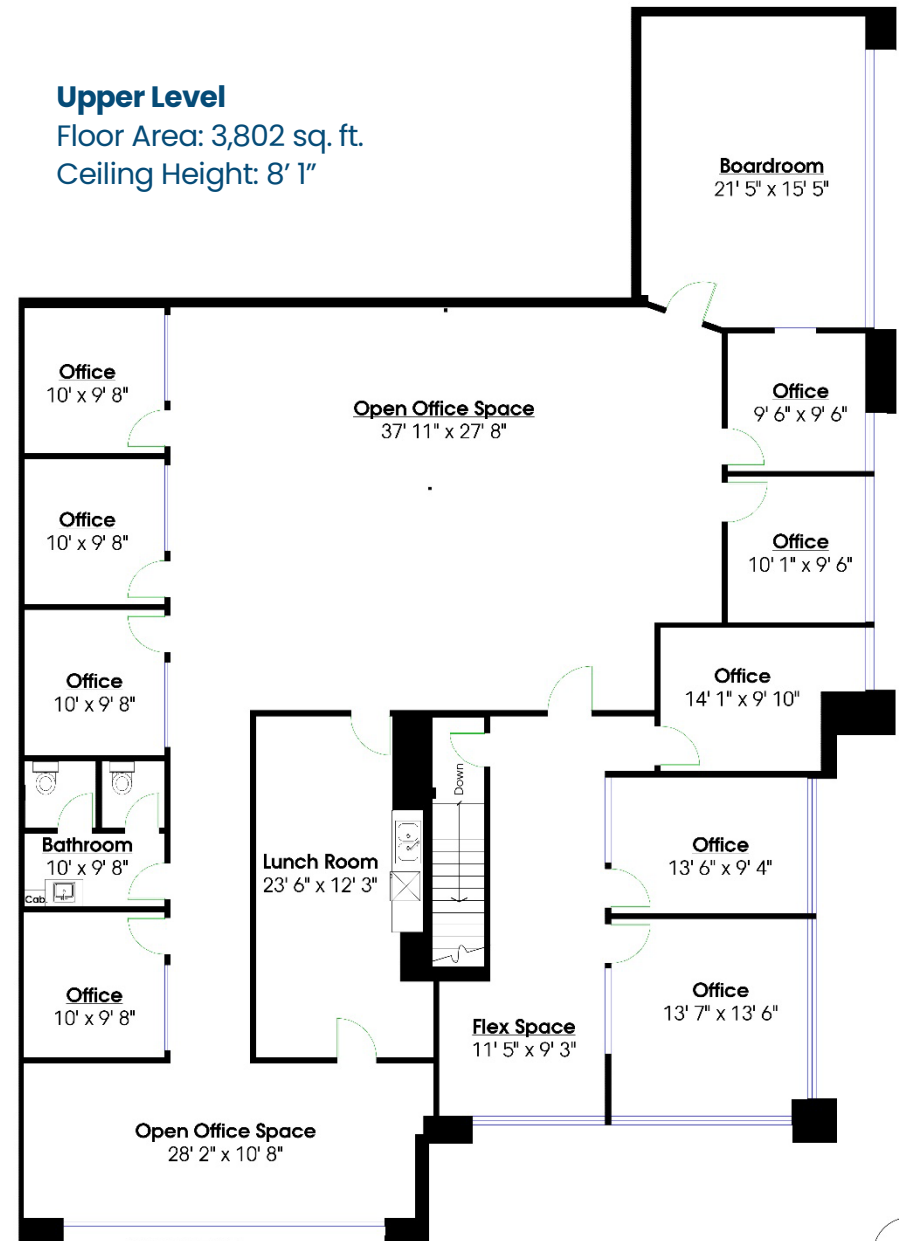 Upper Level
Floor Area: 3,802 sq. ft.
Ceiling Height: 8' 1"
Boardroom
21' 5" x 15' 5"
Office
10' x 9' 8"
Open Office Space
37' 11" x 27' 8"
Office
9' 6" x 9' 6"
Office
10' x 9' 8"
Office
10' 1" x 9' 6"
Office
10' x 9' 8"
Office
14' 1" x 9' 10"
Down
Bathroom
10' x 9' 8"
Cab.
Lunch Room
23' 6" x 12' 3"
Office
13' 6" x 9' 4"
Office
10' x 9' 8"
Office
13' 7" x 13' 6"
Flex Space
11' 5" x 9' 3"
Open Office Space
28' 2" x 10' 8"